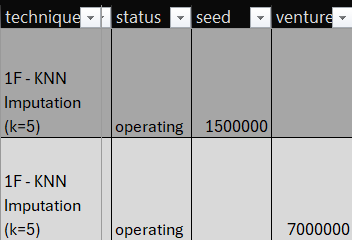 technique status seed venture
1F - KNN
Imputation
(k=5) operating 1500000
1F - KNN
Imputation
(k=5) operating 7000000